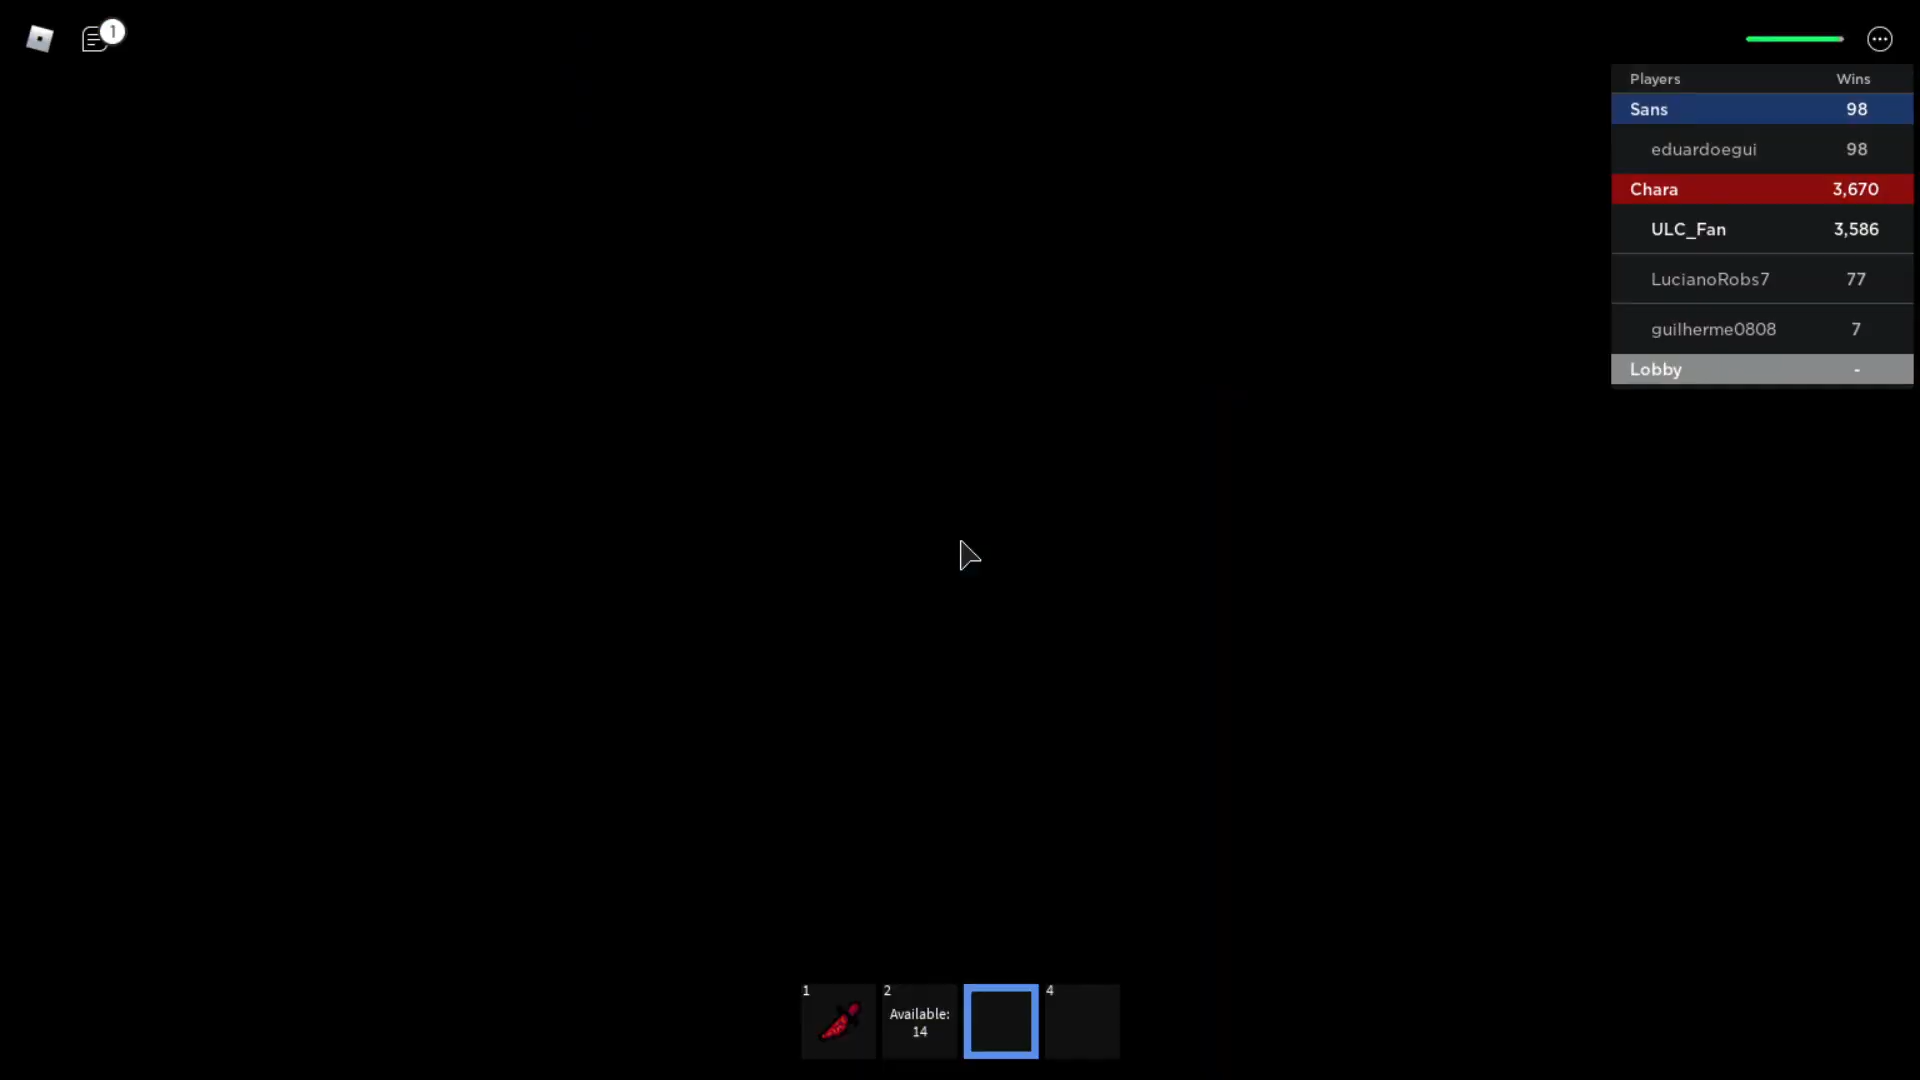 1
Players Wins
Sans 98
eduardoegui 98
Chara 3,670
ULC_Fan 3,586
LucianoRobs7 77
guilherme0808 7
Lobby -
1 2 4
Available:
14